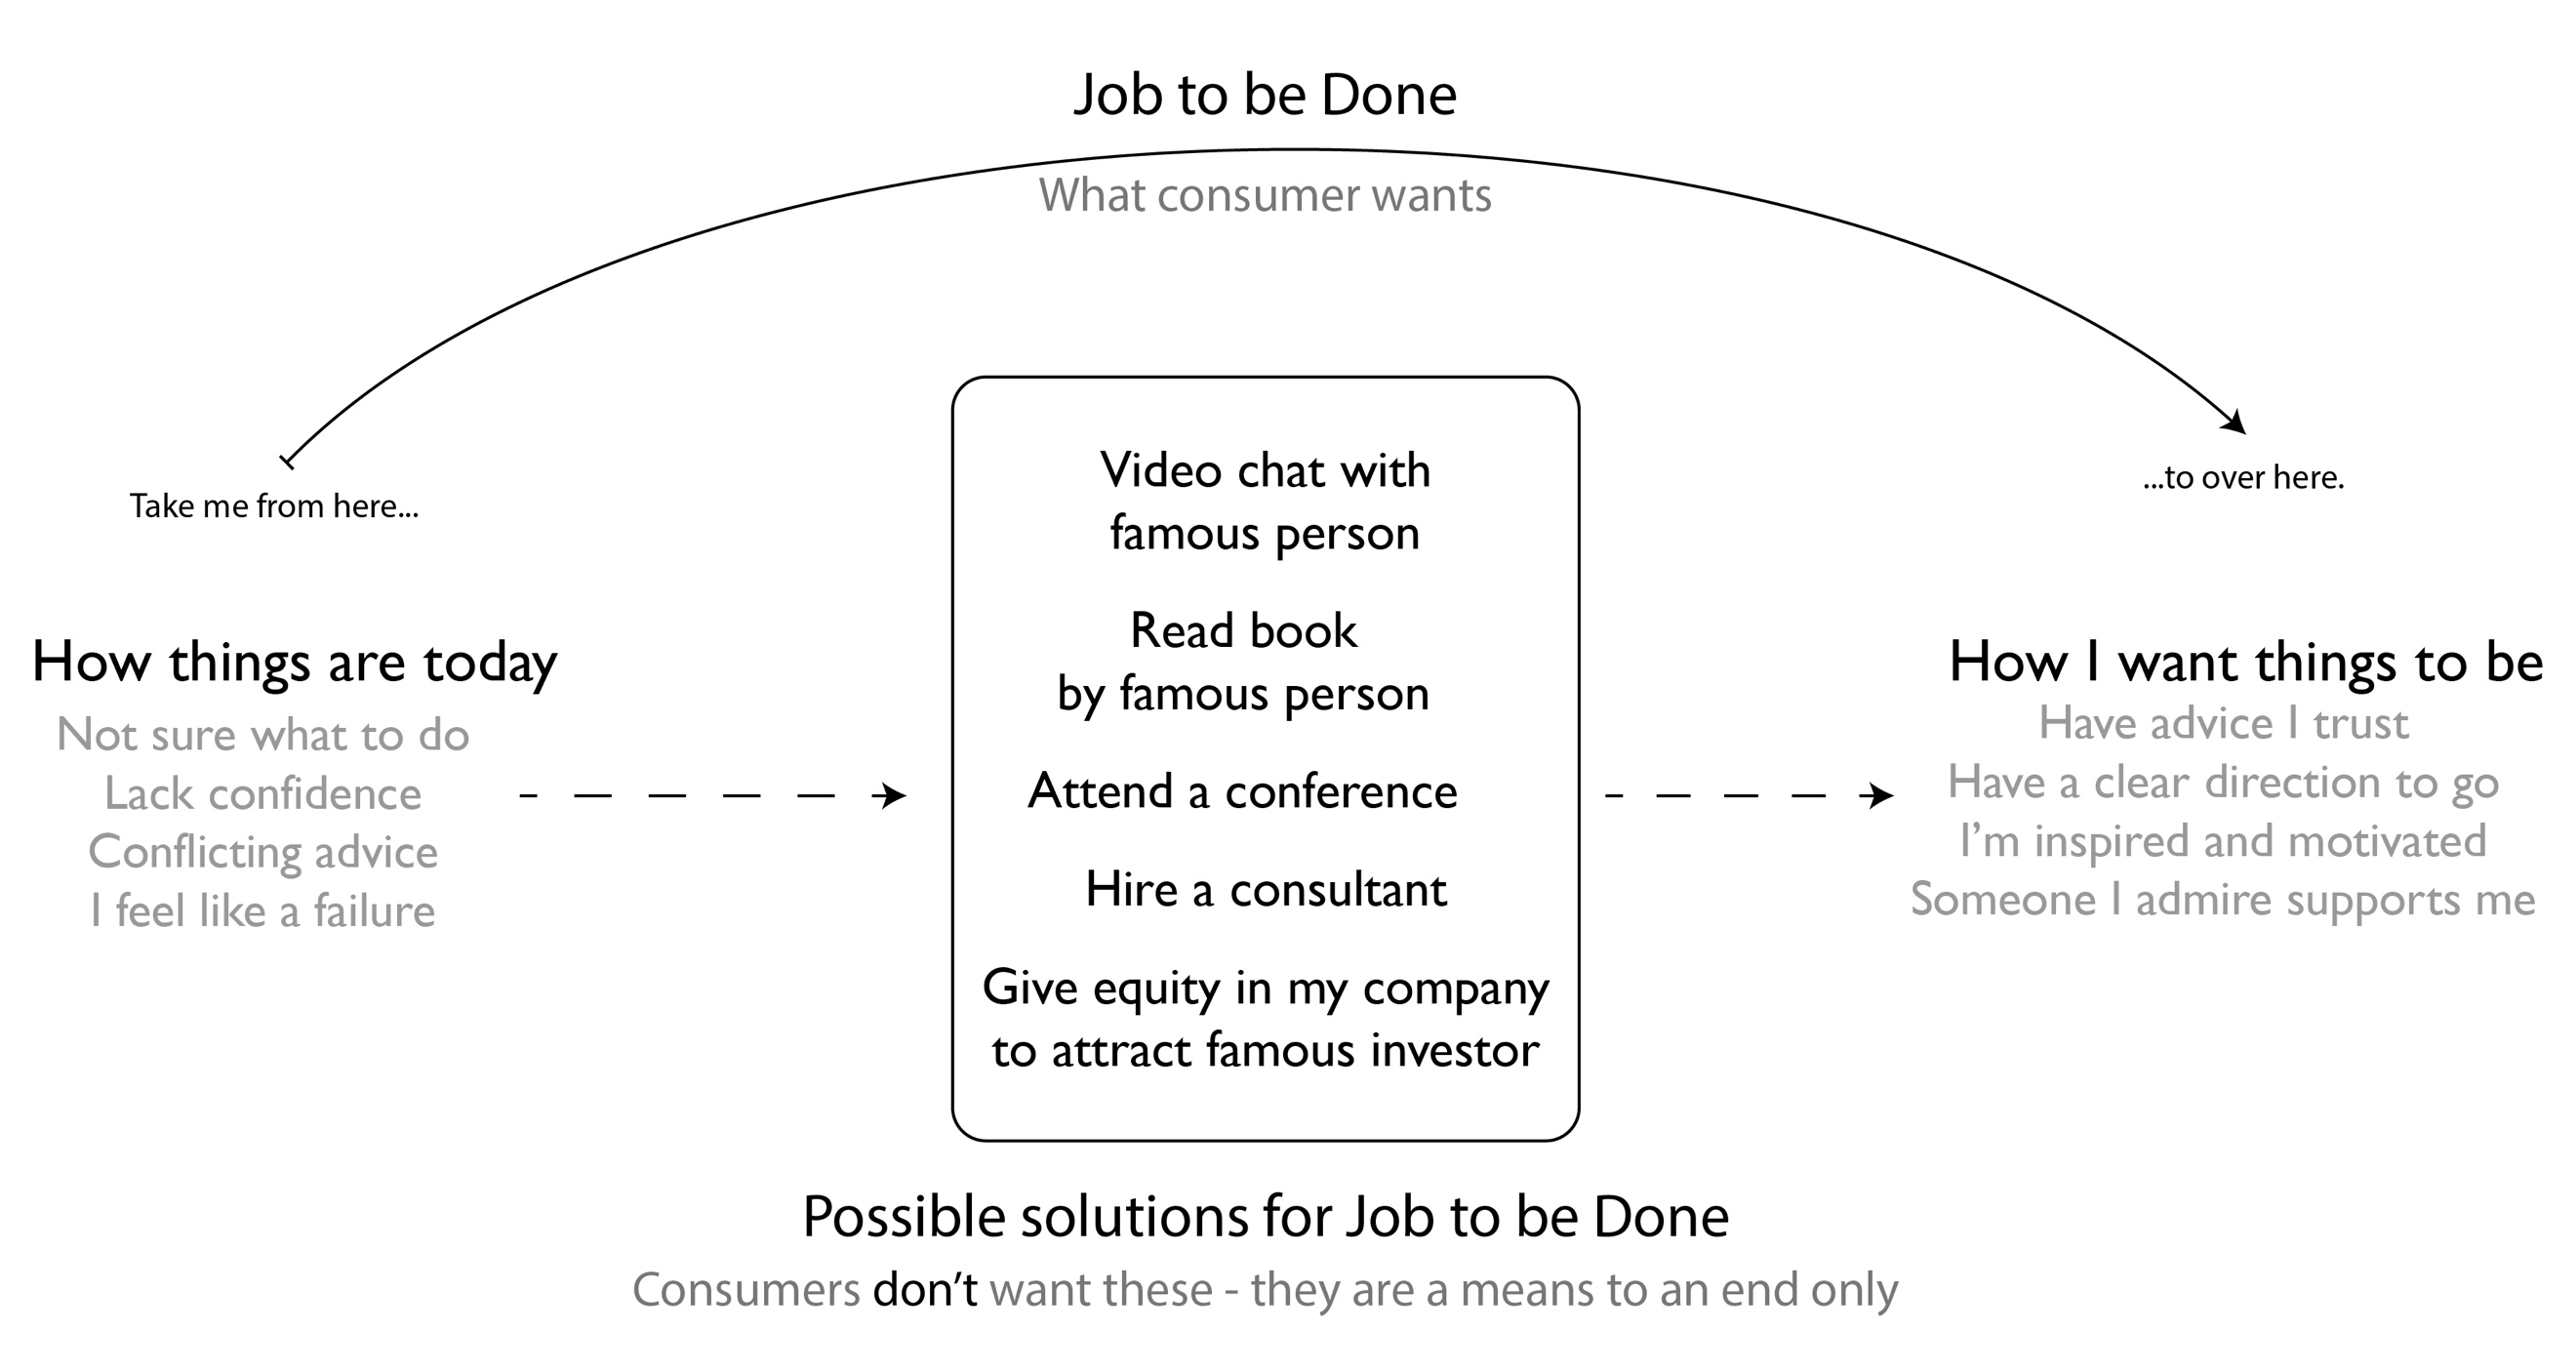 Job to be Done
What consumer wants
Take me from here...
...to over here.
How things are today
Not sure what to do
Lack confidence
Conflicting advice
I feel like a failure
Video chat with
famous person
Read book
by famous person
Attend a conference
Hire a consultant
Give equity in my company
to attract famous investor
How I want things to be
Have advice I trust
Have a clear direction to go
I’m inspired and motivated
Someone I admire supports me
Possible solutions for Job to be Done
Consumers don’t want these - they are a means to an end only